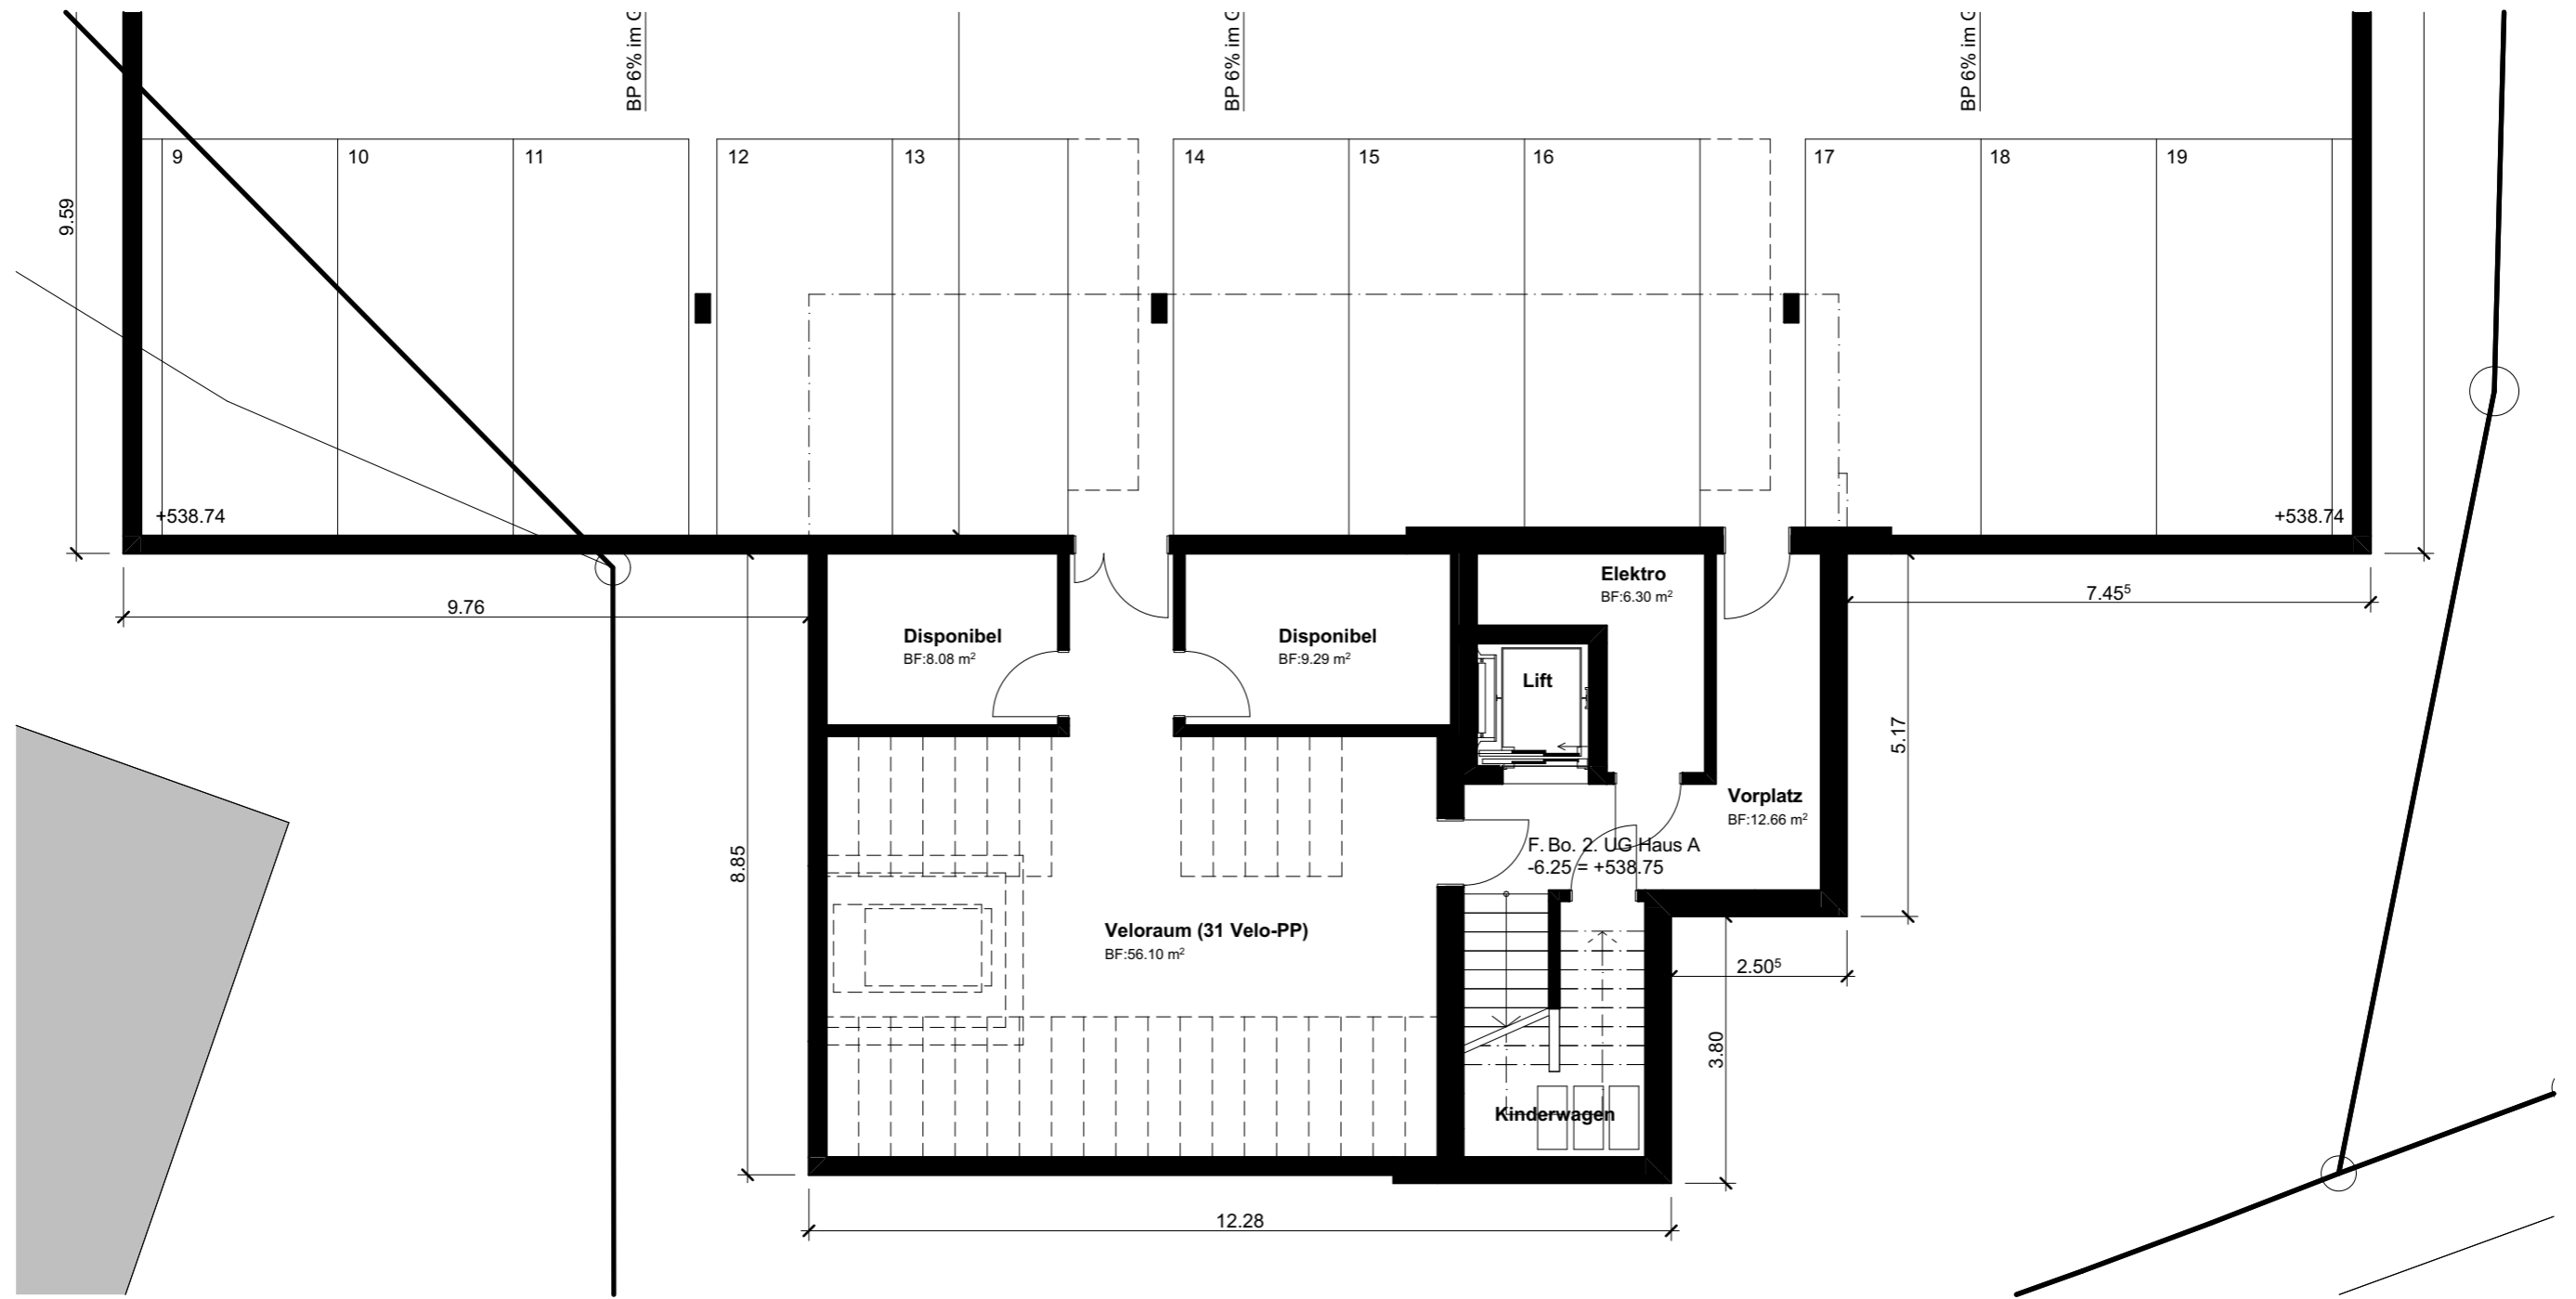 BP 6% im
BP 6% im
BP 6% im
9
10
11
12
13
14
15
16
17
18
19
9.59
+538.74
+538.74
9.76
7.45⁵
Elektro
BF:6.30 m²
Disponibel
BF:8.08 m²
Disponibel
BF:9.29 m²
Lift
5.17
Vorplatz
BF:12.66 m²
F. Bo. 2. UG Haus A
-6.25 = +538.75
8.85
Veloraum (31 Velo-PP)
BF:56.10 m²
2.50⁵
3.80
Kinderwagen
12.28